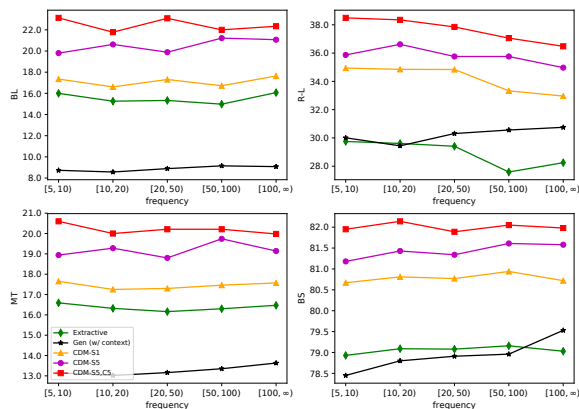 BL
22.0
20.0
18.0
16.0
14.0
12.0
10.0
8.0
[5, 10) [10, 20) [20, 50) [50, 100) [100, ∞)
frequency
R-L
38.0
36.0
34.0
32.0
30.0
28.0
[5, 10) [10, 20) [20, 50) [50, 100) [100, ∞)
frequency
MT
21.0
20.0
19.0
18.0
17.0
16.0
15.0
14.0
13.0
Extractive
Gen (w/ context)
CDM-S1
CDM-S5
CDM-S5,C5
[5, 10) [10, 20) [20, 50) [50, 100) [100, ∞)
frequency
BS
82.0
81.5
81.0
80.5
80.0
79.5
79.0
78.5
[5, 10) [10, 20) [20, 50) [50, 100) [100, ∞)
frequency